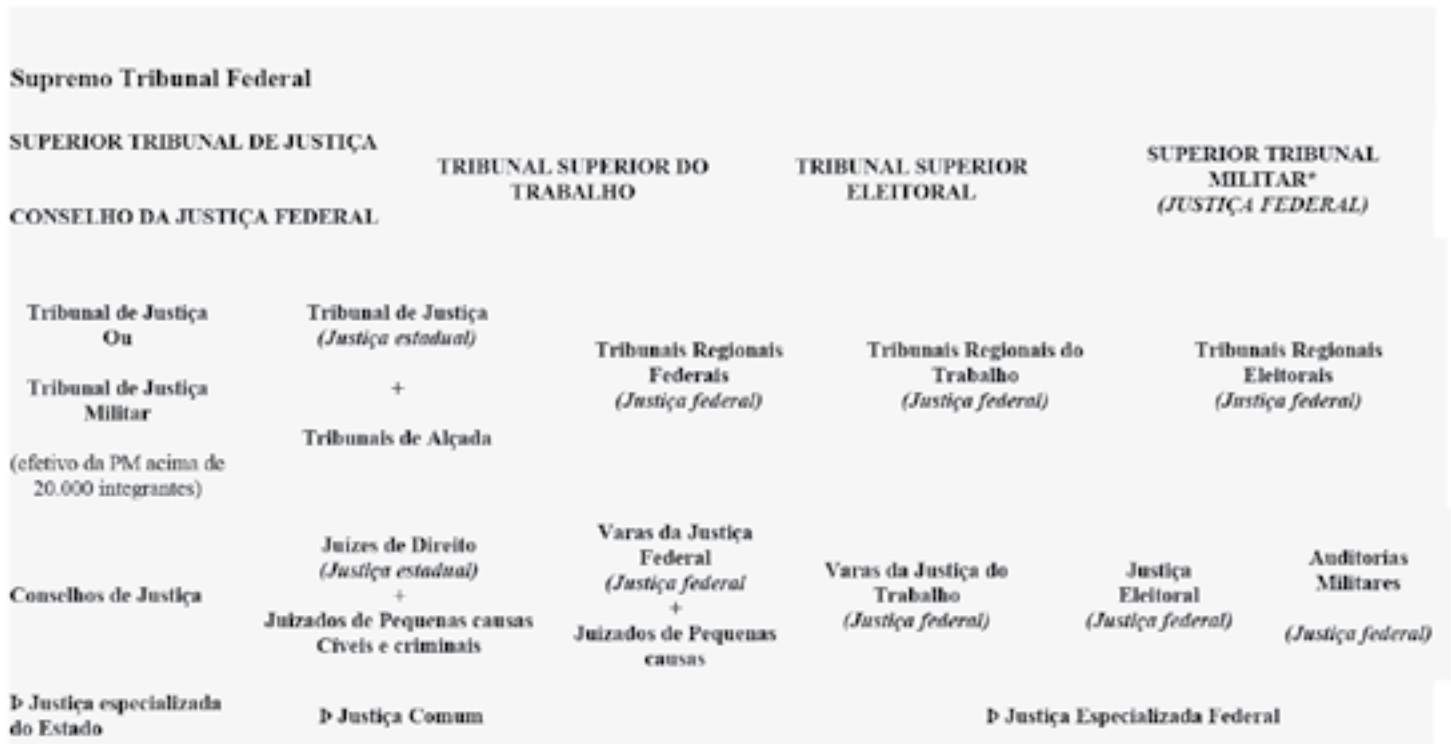 Supremo Tribunal Federal
SUPERIOR TRIBUNAL DE JUSTIÇA
CONSELHO DA JUSTIÇA FEDERAL
TRIBUNAL SUPERIOR DO
TRABALHO
TRIBUNAL SUPERIOR
ELEITORAL
SUPERIOR TRIBUNAL
MILITAR*
(JUSTIÇA FEDERAL)
Tribunal de Justiça
Ou
Tribunal de Justiça
Militar
(efetivo da PM acima de
20.000 integrantes)
Tribunal de Justiça
(Justiça estadual)
+
Tribunais de Alçada
Tribunais Regionais
Federais
(Justiça federal)
Tribunais Regionais do
Trabalho
(Justiça federal)
Tribunais Regionais
Eleitorais
(Justiça federal)
Conselhos de Justiça
Juízes de Direito
(Justiça estadual)
+
Juizados de Pequenas causas
Cíveis e criminais
Varas da Justiça
Federal
(Justiça federal
+
Juizados de Pequenas
causas
Varas da Justiça do
Trabalho
(Justiça federal)
Justiça
Eleitoral
(Justiça federal)
Auditorias
Militares
(Justiça federal)
Þ Justiça especializada
do Estado
Þ Justiça Comum
Þ Justiça Especializada Federal